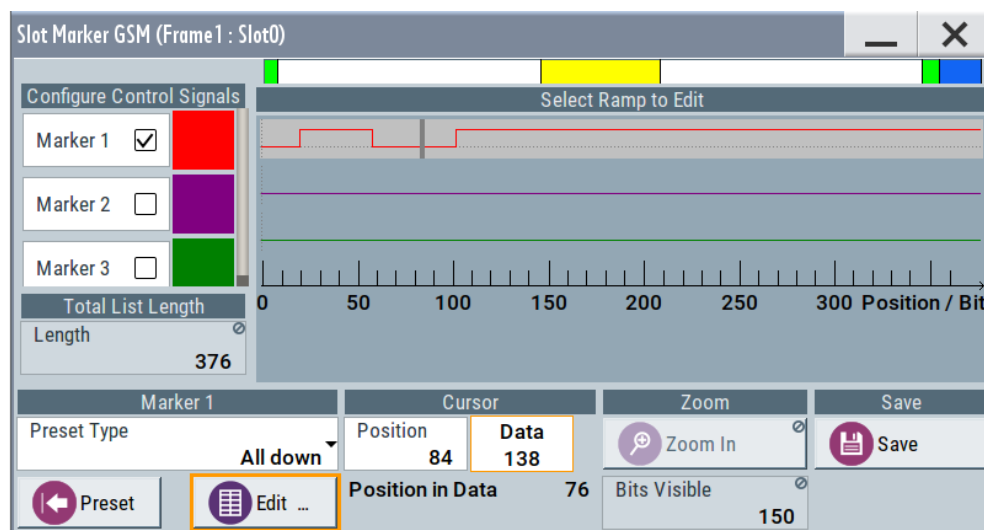 Slot Marker GSM (Frame1 : Slot0)
Configure Control Signals
Select Ramp to Edit
Marker 1
Marker 2
Marker 3
0 50 100 150 200 250 300 Position / Bit
Total List Length
Length
376
Marker 1
Cursor
Zoom
Save
Preset Type
All down
Position
84
Data
138
Zoom In
Save
Preset
Edit ...
Position in Data 76
Bits Visible
150